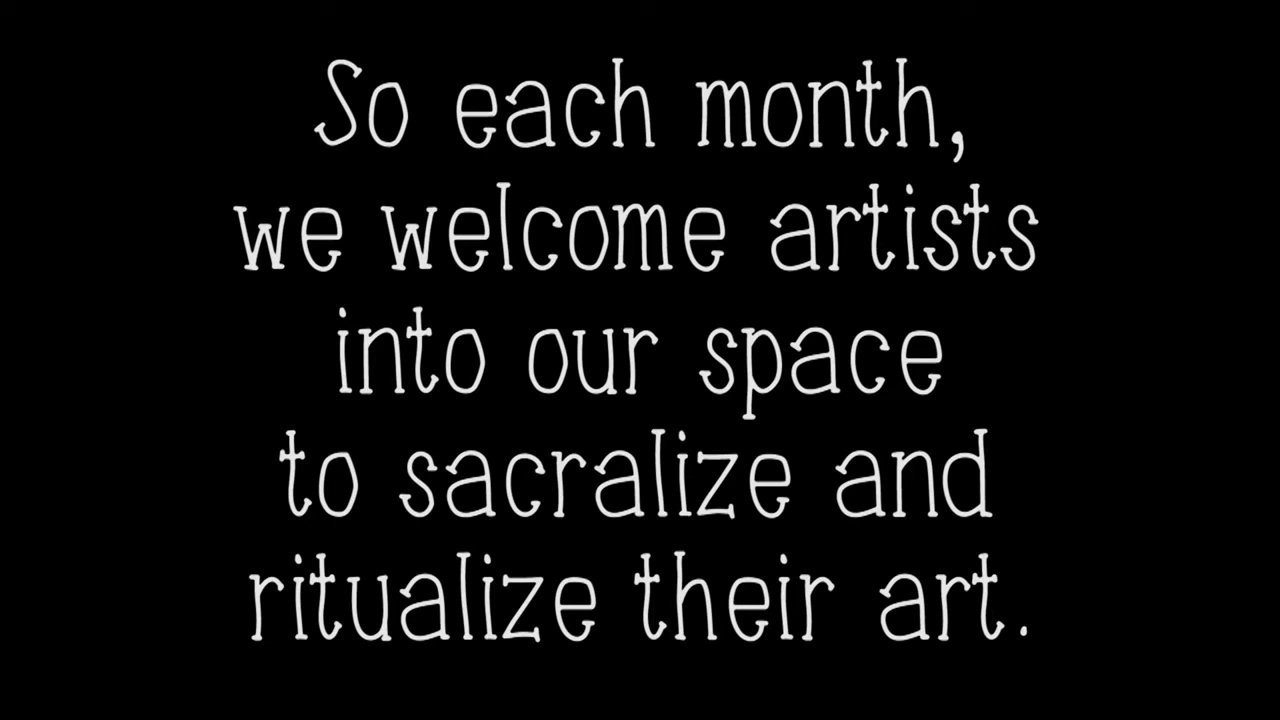 So each month,
we welcome artists
into our space
to sacralize and
ritualize their art.